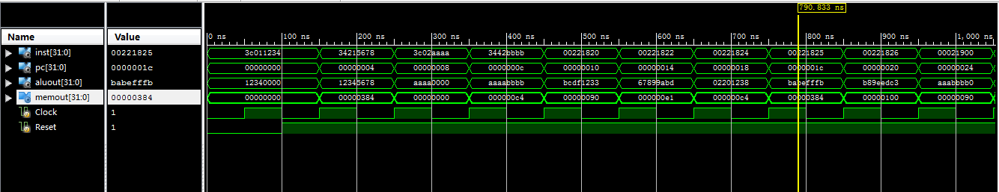 790.833 ns
Name Value
0 ns 100 ns 200 ns 300 ns 400 ns 500 ns 600 ns 700 ns 800 ns 900 ns 1,000 ns
inst[31:0] 00221825 3c011234 34215678 3c02aaaa 3442bbbb 00221820 00221822 00221824 00221825 00221826 00021900
pc[31:0] 0000001c 00000000 00000004 00000008 0000000c 00000010 00000014 00000018 0000001c 00000020 00000024
aluout[31:0] babefffb 12340000 12345678 aaaa0000 aaaabbbb bcdf1233 67899abd 02201238 babefffb b89eedc3 aaabbbb0
memout[31:0] 00000384 00000000 00000384 00000000 000000c4 00000090 000000e1 000000c4 00000384 00000100 00000090
Clock 1
Reset 1